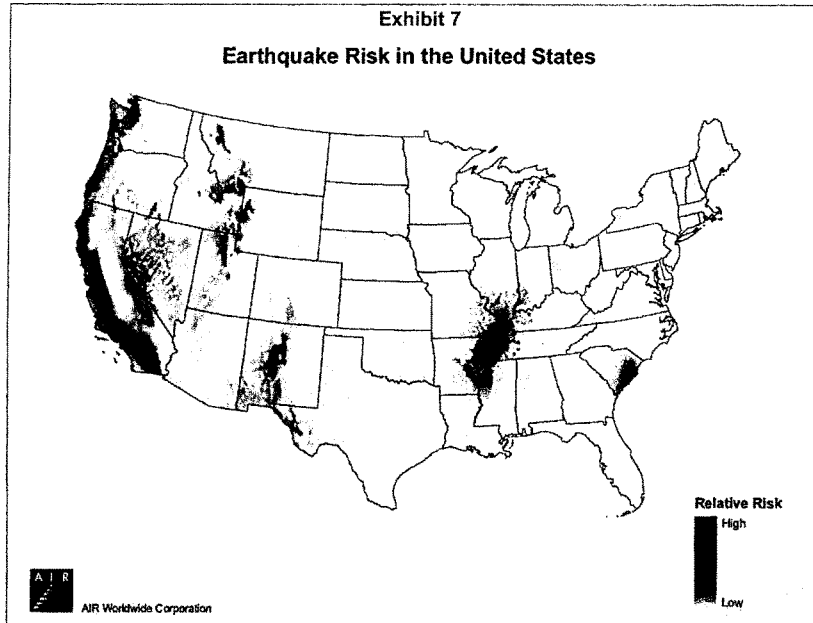 Exhibit 7
Earthquake Risk in the United States
Relative Risk
High
Low
A I R
AIR Worldwide Corporation